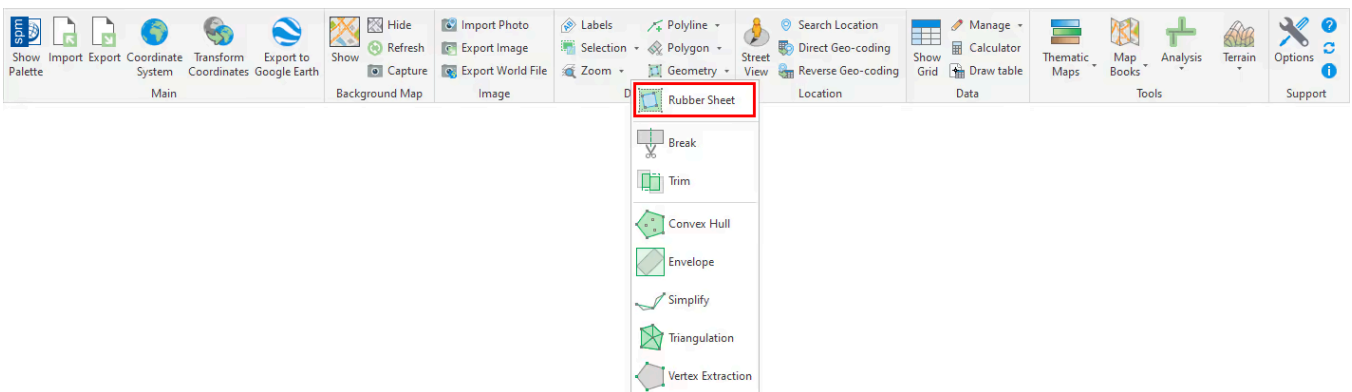 spm
Show Palette
Import
Export
Coordinate System
Transform Coordinates
Export to Google Earth
Main
Show
Hide
Refresh
Capture
Background Map
Import Photo
Export Image
Export World File
Image
Labels
Selection
Zoom
Polyline
Polygon
Geometry
D
Street View
Search Location
Direct Geo-coding
Reverse Geo-coding
Location
Show Grid
Manage
Calculator
Draw table
Data
Thematic Maps
Map Books
Analysis
Terrain
Tools
Options
Support
Rubber Sheet
Break
Trim
Convex Hull
Envelope
Simplify
Triangulation
Vertex Extraction